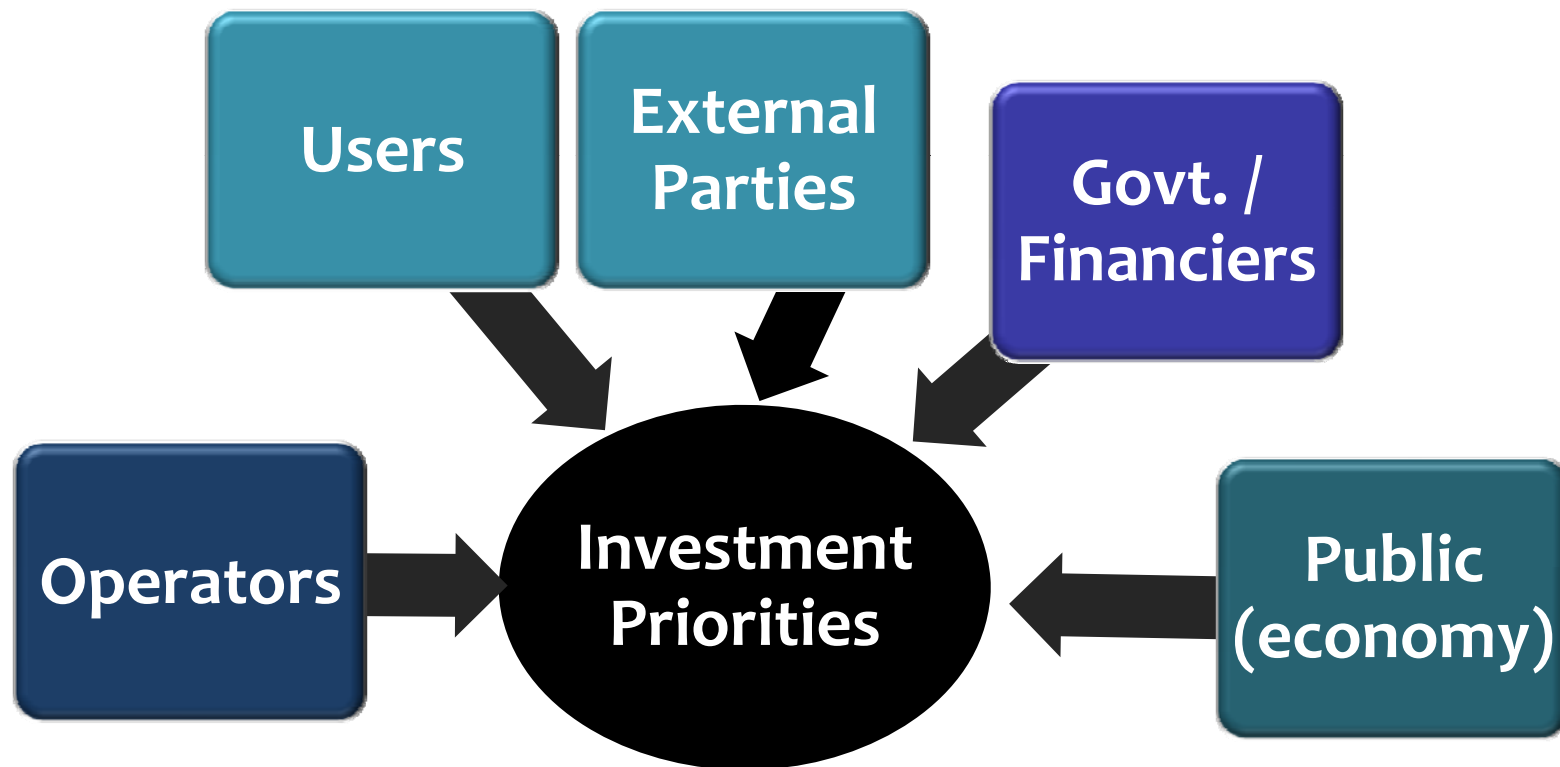 Users
External
Parties
Govt. /
Financiers
Operators
Investment
Priorities
Public
(economy)